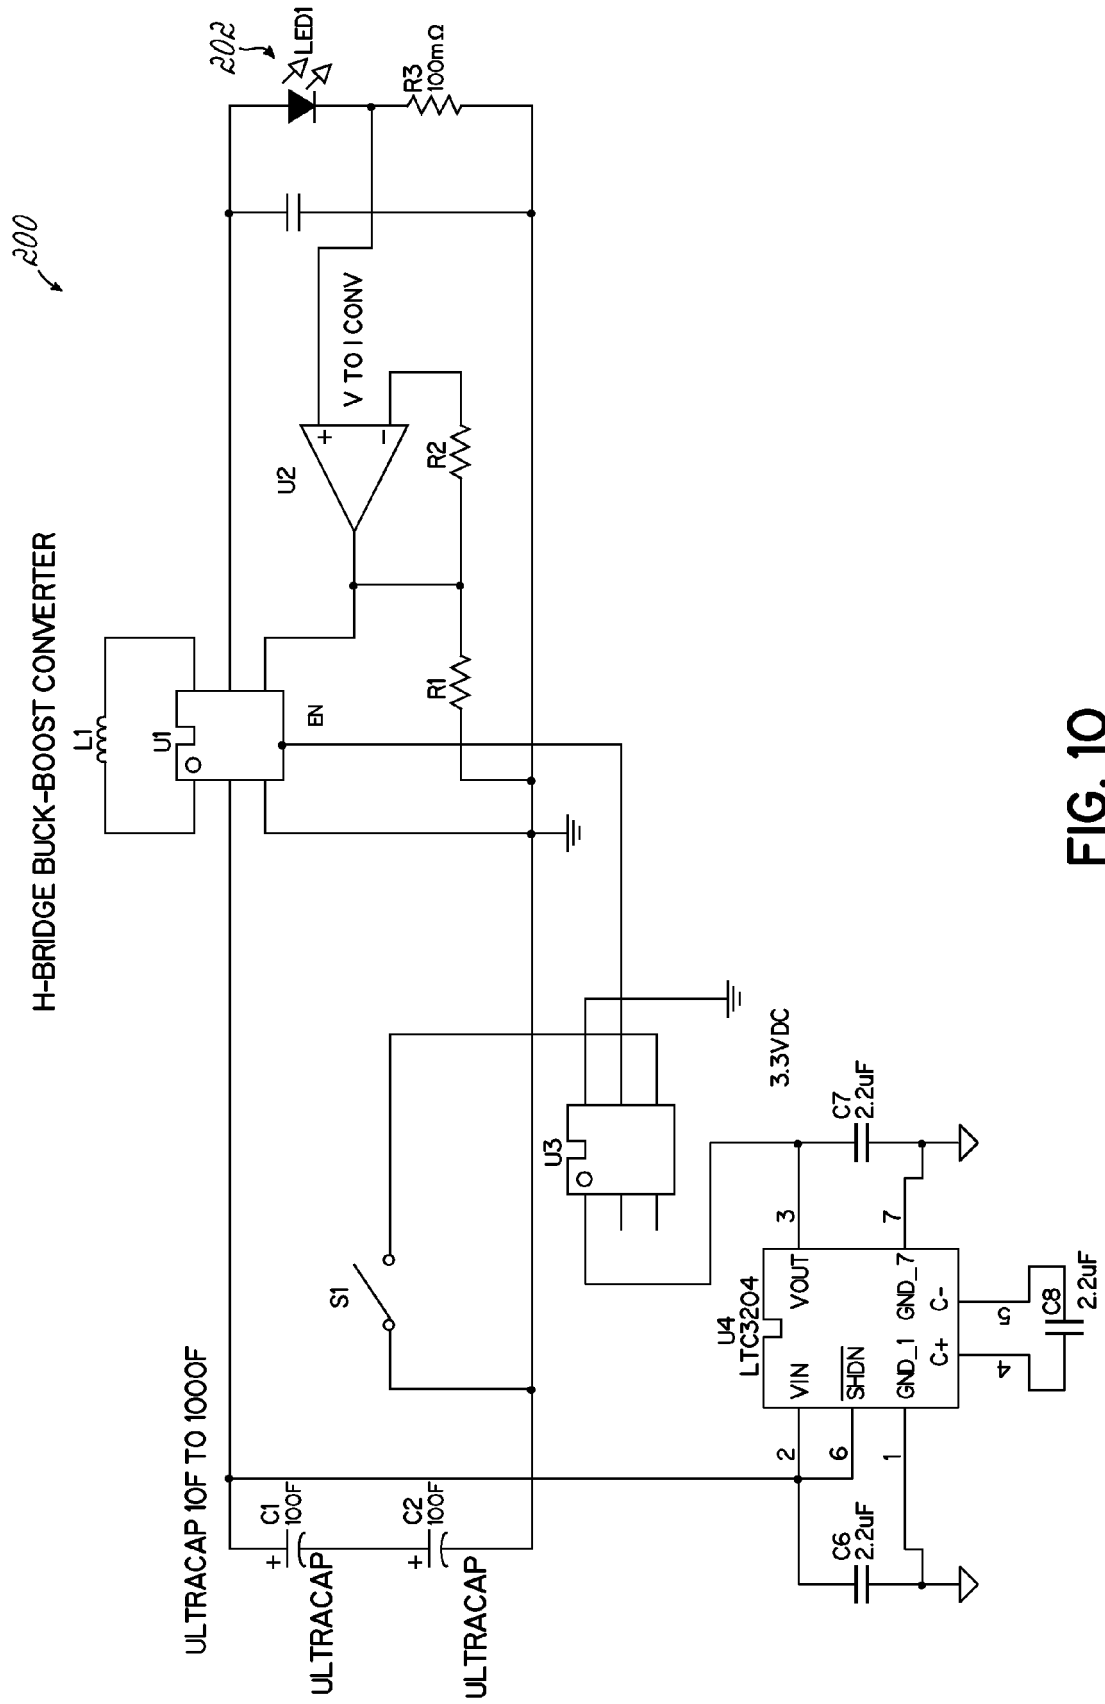 200
H-BRIDGE BUCK-BOOST CONVERTER
ULTRACAP 10F TO 1000F
L1
U1
EN
202
LED1
C1
100F
+
ULTRACAP
C2
100F
+
ULTRACAP
S1
U2
+
-
V TO I CONV
R3
100mΩ
R1
R2
U3
3.3VDC
U4
LTC3204
VIN
VOUT
SHDN
GND_1
GND_7
C+
C-
2
6
1
3
7
4
5
C6
2.2uF
C7
2.2uF
C8
2.2uF
FIG. 10